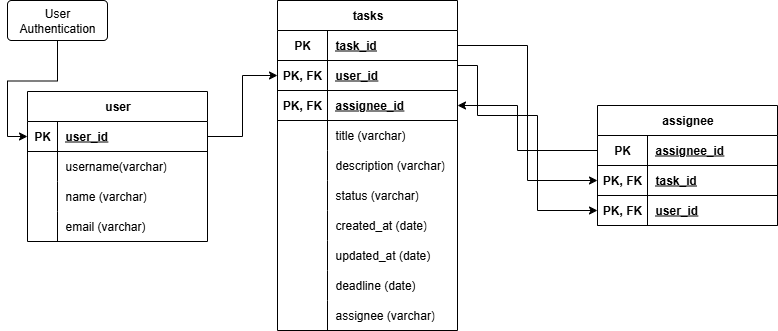 User
Authentication
user
PK user_id
username(varchar)
name (varchar)
email (varchar)
tasks
PK task_id
PK, FK user_id
PK, FK assignee_id
title (varchar)
description (varchar)
status (varchar)
created_at (date)
updated_at (date)
deadline (date)
assignee (varchar)
assignee
PK assignee_id
PK, FK task_id
PK, FK user_id